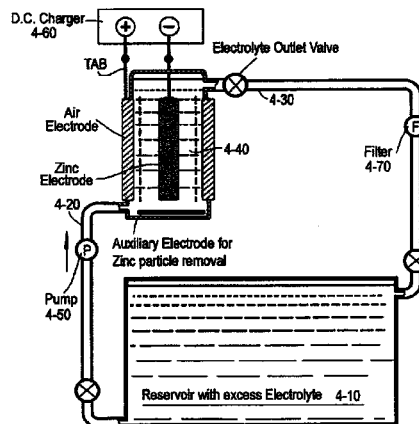 D.C. Charger
4-60
+
−
TAB
Electrolyte Outlet Valve
4-30
Air
Electrode
Zinc
Electrode
4-40
Filter
4-70
F
4-20
Auxiliary Electrode for
Zinc particle removal
P
Pump
4-50
Reservoir with excess Electrolyte 4-10